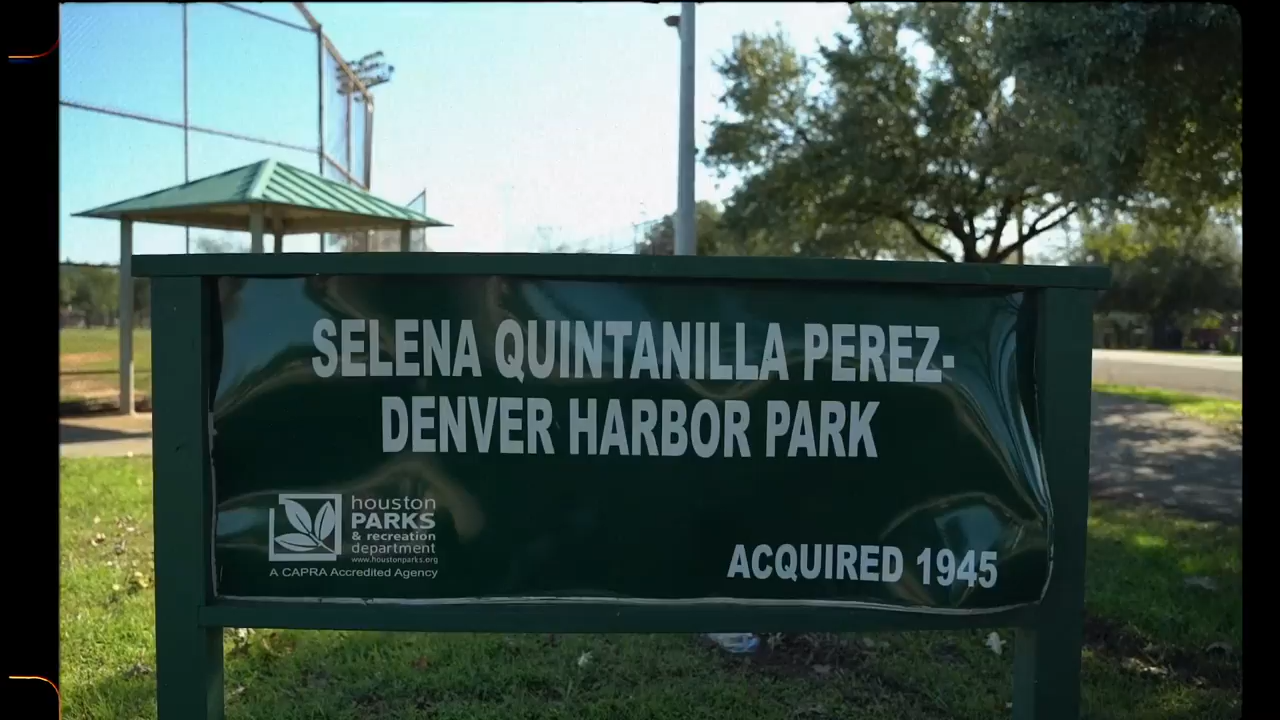 SELENA QUINTANILLA PEREZ-
DENVER HARBOR PARK
houston
PARKS
& recreation
department
www.houstonparks.org
A CAPRA Accredited Agency
ACQUIRED 1945